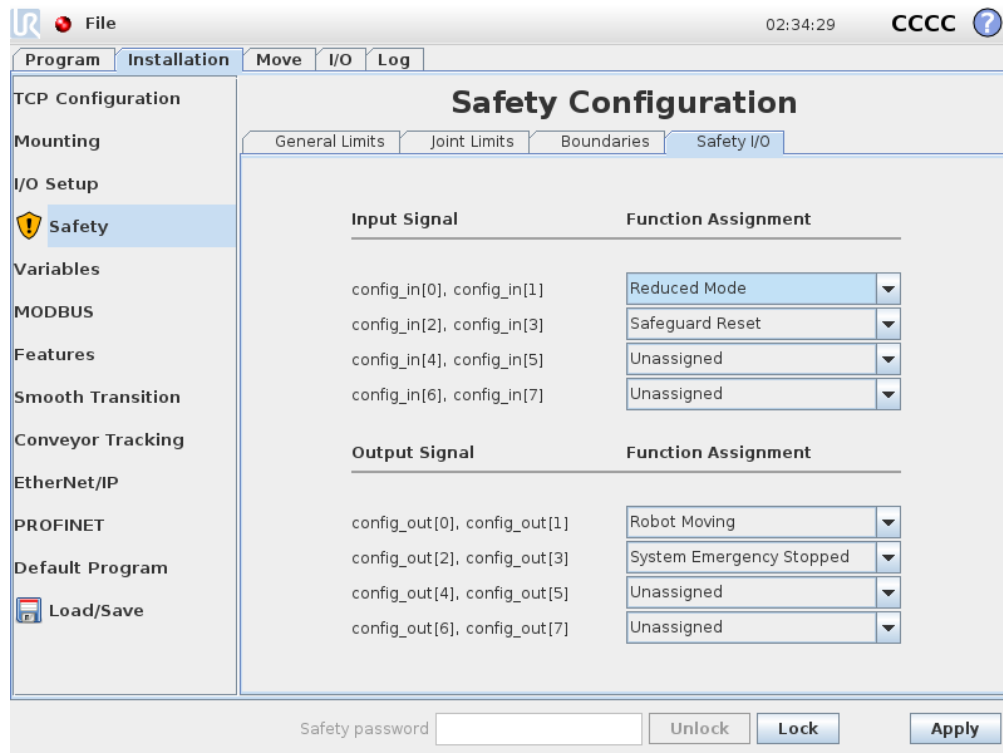 UR File 02:34:29 CCCC ?
Program Installation Move I/O Log
TCP Configuration
Mounting
I/O Setup
Safety
Variables
MODBUS
Features
Smooth Transition
Conveyor Tracking
EtherNet/IP
PROFINET
Default Program
Load/Save
Safety Configuration
General Limits Joint Limits Boundaries Safety I/O
Input Signal Function Assignment
config_in[0], config_in[1] Reduced Mode
config_in[2], config_in[3] Safeguard Reset
config_in[4], config_in[5] Unassigned
config_in[6], config_in[7] Unassigned
Output Signal Function Assignment
config_out[0], config_out[1] Robot Moving
config_out[2], config_out[3] System Emergency Stopped
config_out[4], config_out[5] Unassigned
config_out[6], config_out[7] Unassigned
Safety password Unlock Lock Apply